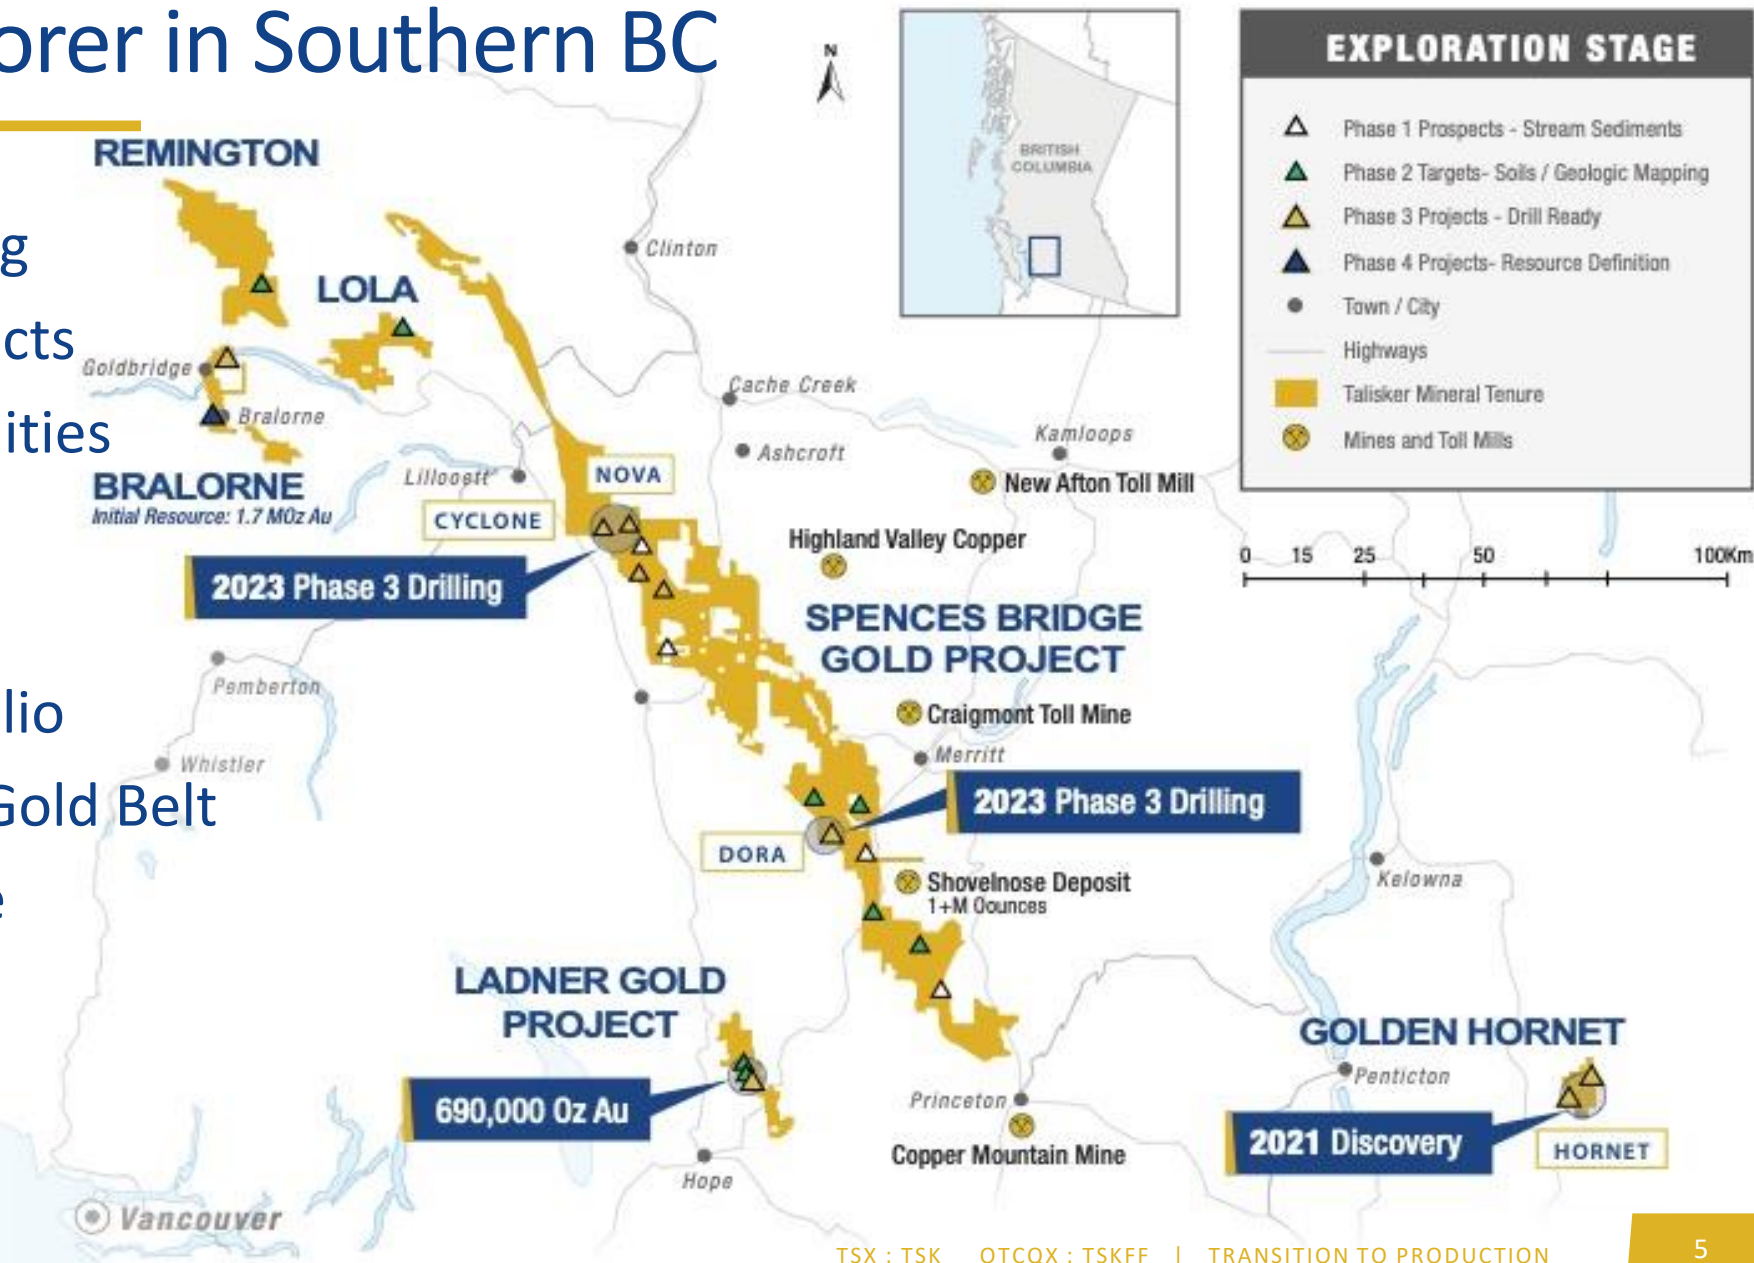 orer in Southern BC
ng
cts
ities
lio
Gold Belt
e
N
BRITISH
COLUMBIA
EXPLORATION STAGE
Phase 1 Prospects - Stream Sediments
Phase 2 Targets- Soils / Geologic Mapping
Phase 3 Projects - Drill Ready
Phase 4 Projects- Resource Definition
Town / City
Highways
Talisker Mineral Tenure
Mines and Toll Mills
0 15 25 50 100Km
REMINGTON
LOLA
Clinton
Goldbridge
Bralorne
BRALORNE
Initial Resource: 1.7 MOz Au
Cache Creek
Ashcroft
Kamloops
Lillooett
NOVA
CYCLONE
New Afton Toll Mill
Highland Valley Copper
2023 Phase 3 Drilling
SPENCES BRIDGE
GOLD PROJECT
Pemberton
Craigmont Toll Mine
Merritt
Whistler
2023 Phase 3 Drilling
DORA
Shovelnose Deposit
1+M Oounces
Kelowna
LADNER GOLD
PROJECT
690,000 Oz Au
GOLDEN HORNET
Penticton
Princeton
Copper Mountain Mine
2021 Discovery
HORNET
Hope
Vancouver
TSX : TSK OTCQX : TSKFF | TRANSITION TO PRODUCTION
5